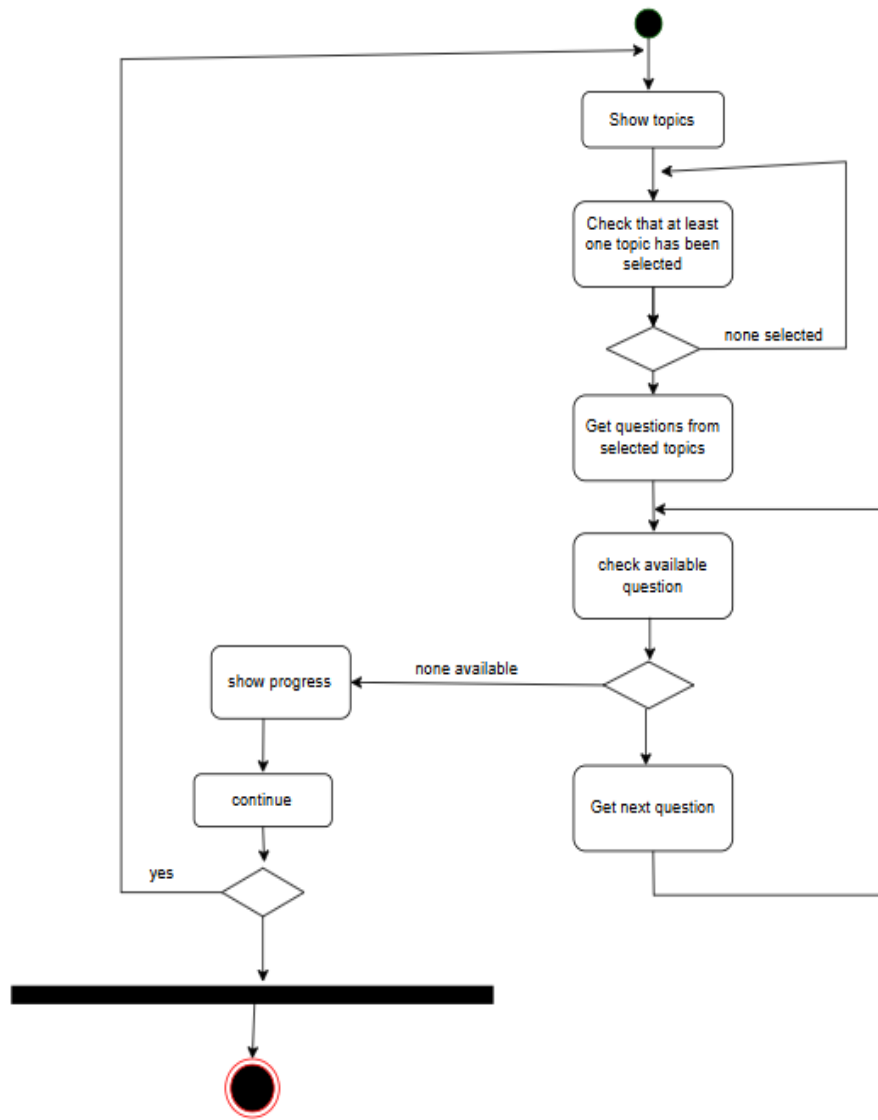 Show topics
Check that at least
one topic has been
selected
none selected
Get questions from
selected topics
check available
question
none available
show progress
Get next question
continue
yes